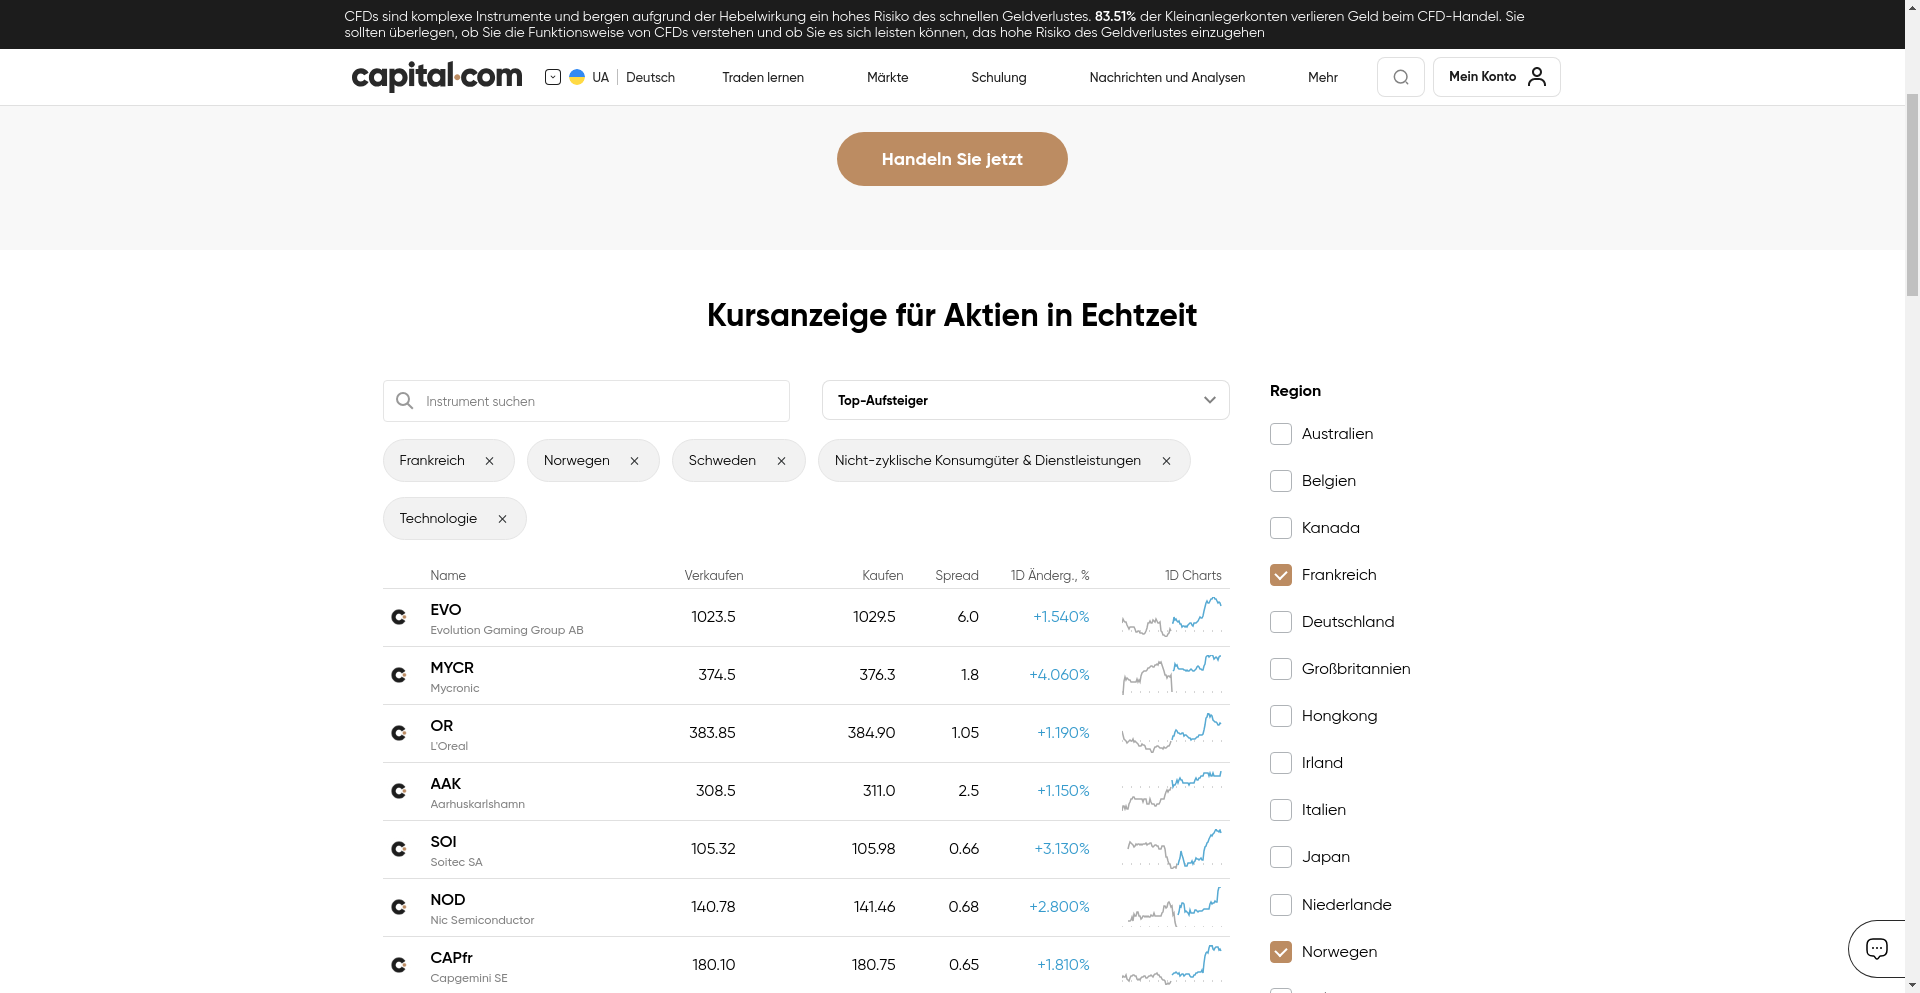 CFDs sind komplexe Instrumente und bergen aufgrund der Hebelwirkung ein hohes Risiko des schnellen Geldverlustes. 83.51% der Kleinanlegerkonten verlieren Geld beim CFD-Handel. Sie
sollten überlegen, ob Sie die Funktionsweise von CFDs verstehen und ob Sie es sich leisten können, das hohe Risiko des Geldverlustes einzugehen
capital.com UA Deutsch Traden lernen Märkte Schulung Nachrichten und Analysen Mehr Mein Konto
Handeln Sie jetzt
Kursanzeige für Aktien in Echtzeit
Instrument suchen
Top-Aufsteiger
Frankreich Norwegen Schweden Nicht-zyklische Konsumgüter & Dienstleistungen
Technologie
Name Verkaufen Kaufen Spread 1D Änderg., % 1D Charts
EVO 1023.5 1029.5 6.0 +1.540%
Evolution Gaming Group AB
MYCR 374.5 376.3 1.8 +4.060%
Mycronic
OR 383.85 384.90 1.05 +1.190%
L'Oreal
AAK 308.5 311.0 2.5 +1.150%
Aarhuskarlshamn
SOI 105.32 105.98 0.66 +3.130%
Soitec SA
NOD 140.78 141.46 0.68 +2.800%
Nic Semiconductor
CAPfr 180.10 180.75 0.65 +1.810%
Capgemini SE
Region
Australien
Belgien
Kanada
Frankreich
Deutschland
Großbritannien
Hongkong
Irland
Italien
Japan
Niederlande
Norwegen